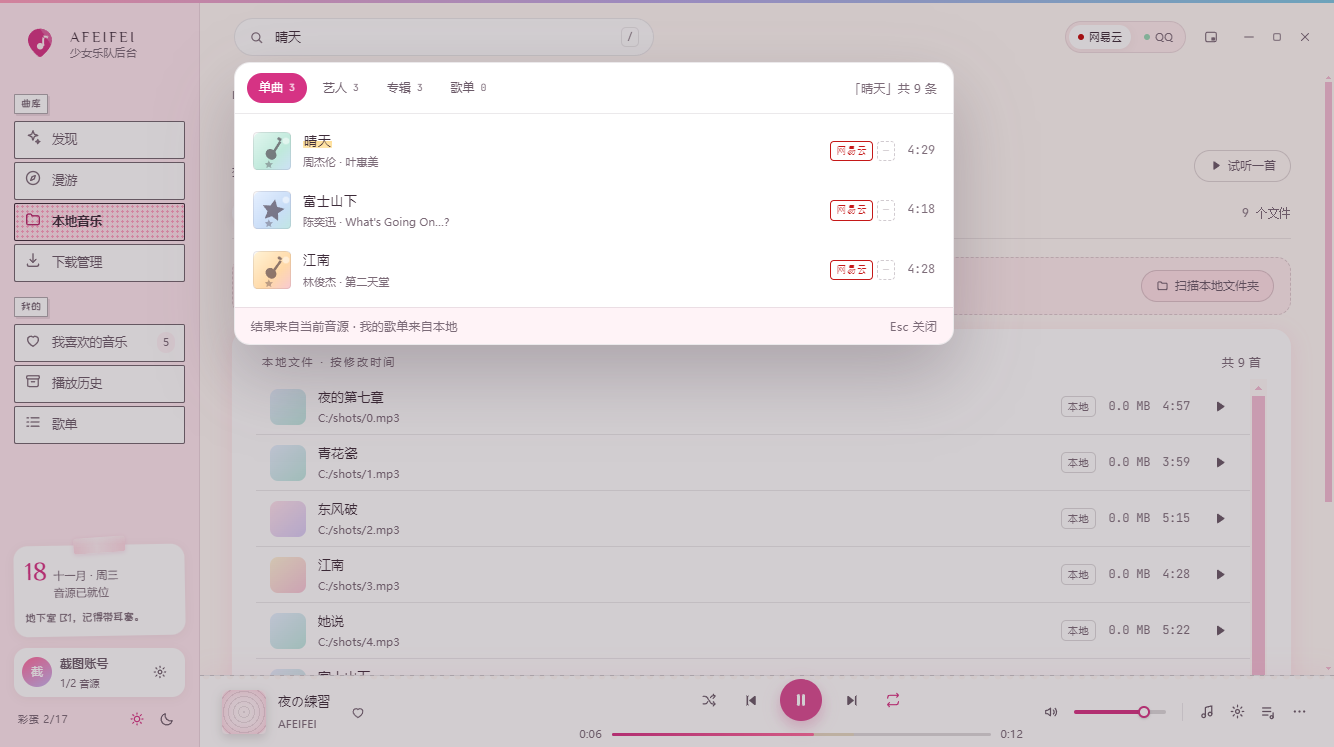 AFEIFEI
少女乐队后台
晴天
/
网易云
QQ
曲库
发现
漫游
本地音乐
下载管理
我的
我喜欢的音乐 5
播放历史
歌单
18 十一月 · 周三
音源已就位
地下室 B1，记得带耳塞。
截
截图账号
1/2 音源
彩蛋 2/17
单曲 3
艺人 3
专辑 3
歌单 0
「晴天」共 9 条
晴天
周杰伦 · 叶惠美
网易云 — 4:29
富士山下
陈奕迅 · What's Going On...?
网易云 — 4:18
江南
林俊杰 · 第二天堂
网易云 — 4:28
结果来自当前音源 · 我的歌单来自本地
Esc 关闭
试听一首
9 个文件
扫描本地文件夹
本地文件 · 按修改时间
共 9 首
夜的第七章
C:/shots/0.mp3
本地 0.0 MB 4:57
青花瓷
C:/shots/1.mp3
本地 0.0 MB 3:59
东风破
C:/shots/2.mp3
本地 0.0 MB 5:15
江南
C:/shots/3.mp3
本地 0.0 MB 4:28
她说
C:/shots/4.mp3
本地 0.0 MB 5:22
夜の練習
AFEIFEI
0:06
0:12